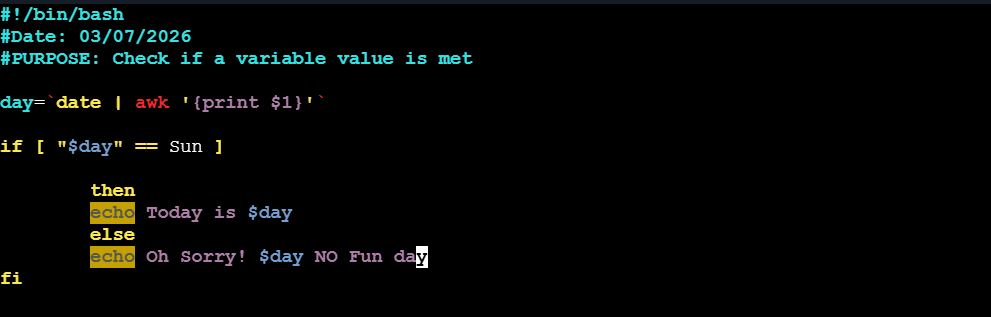 #!/bin/bash
#Date: 03/07/2026
#PURPOSE: Check if a variable value is met
day=`date | awk '{print $1}'`
if [ "$day" == Sun ]
then
echo Today is $day
else
echo Oh Sorry! $day NO Fun day
fi